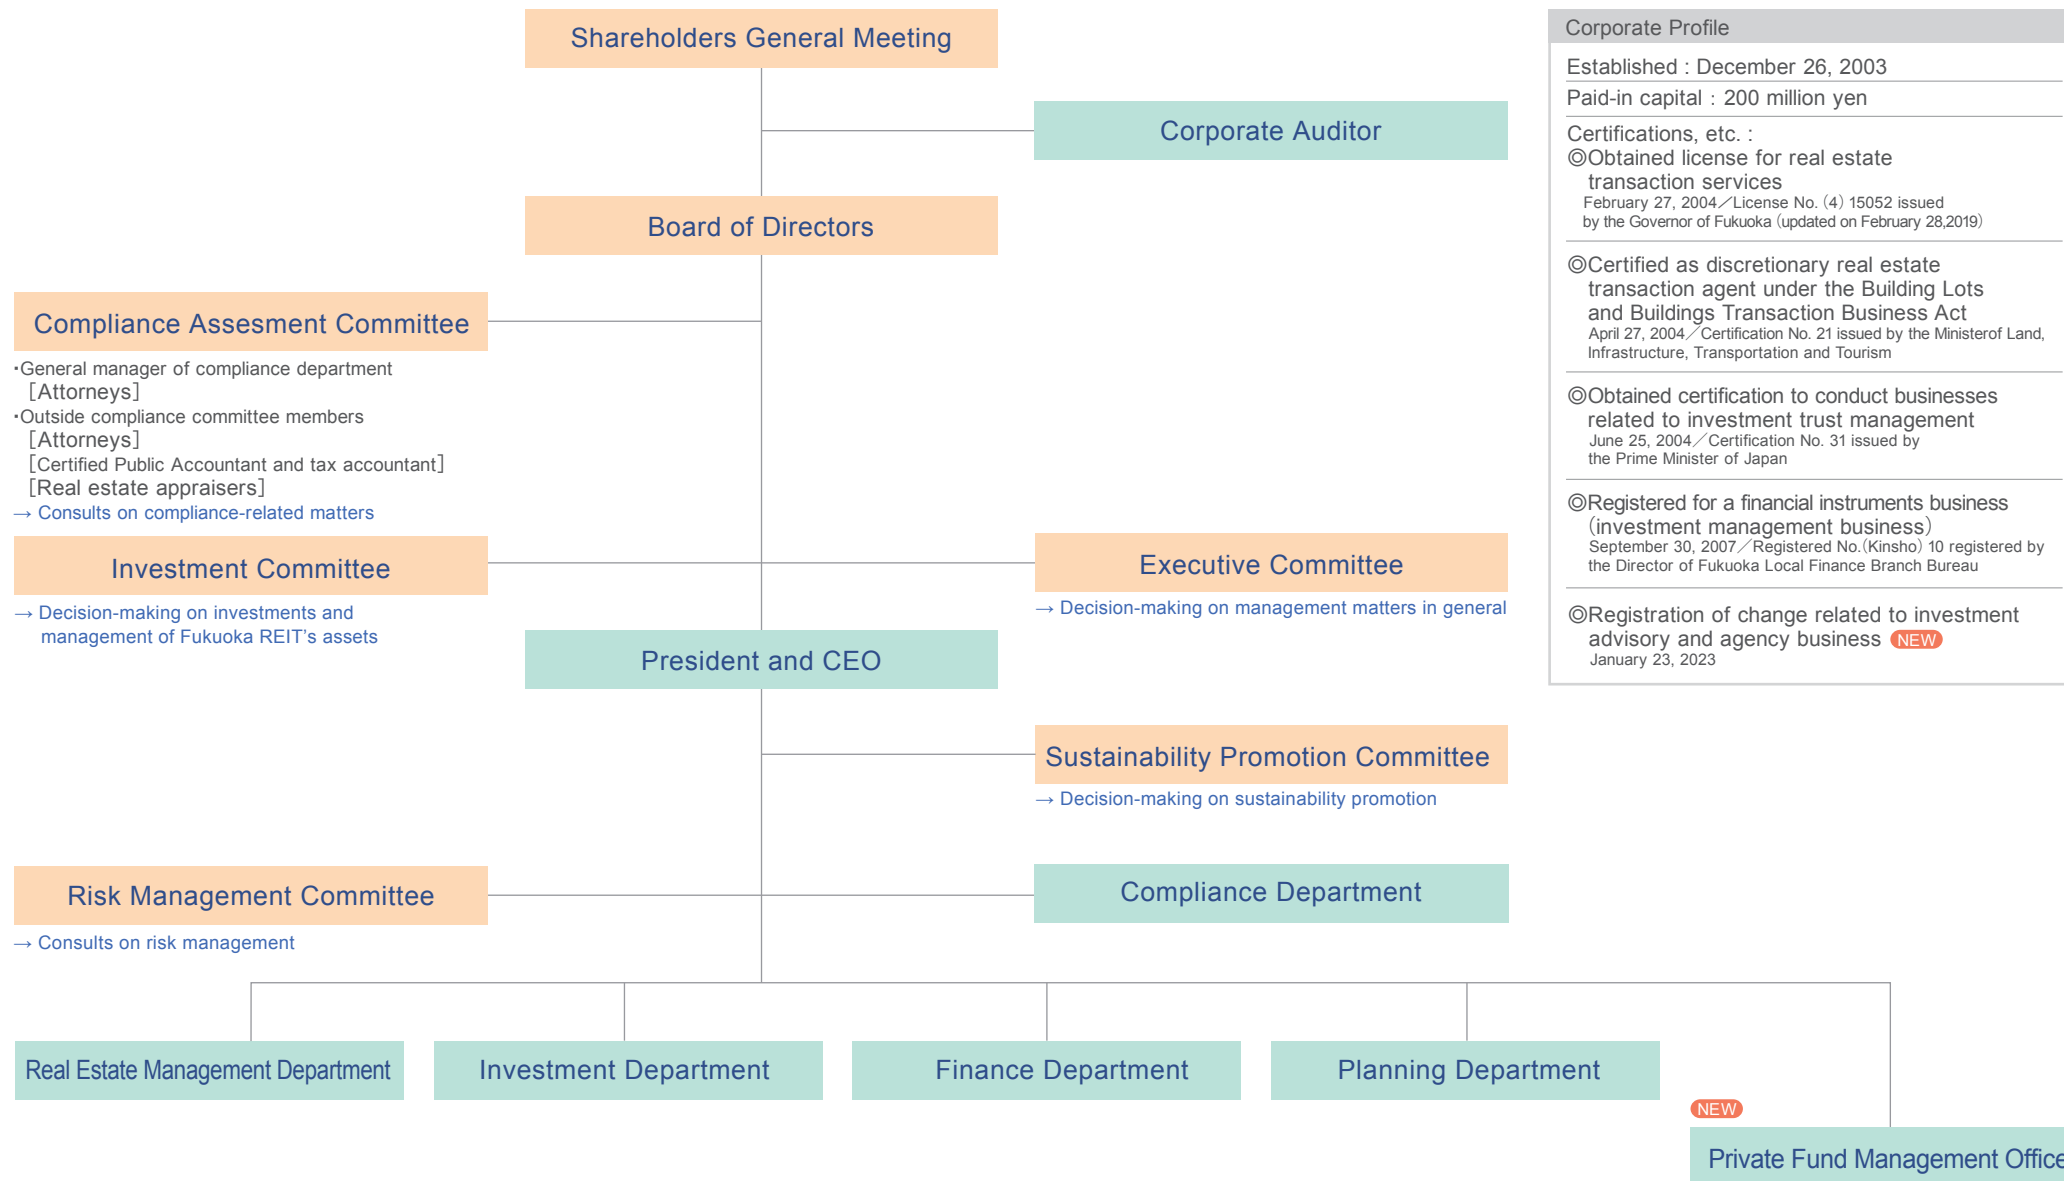 Shareholders General Meeting
Corporate Auditor
Board of Directors
Compliance Assesment Committee
・General manager of compliance department
［Attorneys］
・Outside compliance committee members
［Attorneys］
［Certified Public Accountant and tax accountant］
［Real estate appraisers］
→ Consults on compliance-related matters
Investment Committee
→ Decision-making on investments and
management of Fukuoka REIT's assets
Executive Committee
→ Decision-making on management matters in general
President and CEO
Sustainability Promotion Committee
→ Decision-making on sustainability promotion
Risk Management Committee
→ Consults on risk management
Compliance Department
Real Estate Management Department
Investment Department
Finance Department
Planning Department
NEW
Private Fund Management Office
Corporate Profile
Established : December 26, 2003
Paid-in capital : 200 million yen
Certifications, etc. :
◎Obtained license for real estate
transaction services
February 27, 2004／License No.（4）15052 issued
by the Governor of Fukuoka（updated on February 28,2019）
◎Certified as discretionary real estate
transaction agent under the Building Lots
and Buildings Transaction Business Act
April 27, 2004／Certification No. 21 issued by the Ministerof Land,
Infrastructure, Transportation and Tourism
◎Obtained certification to conduct businesses
related to investment trust management
June 25, 2004／Certification No. 31 issued by
the Prime Minister of Japan
◎Registered for a financial instruments business
（investment management business）
September 30, 2007／Registered No.（Kinsho）10 registered by
the Director of Fukuoka Local Finance Branch Bureau
◎Registration of change related to investment
advisory and agency business NEW
January 23, 2023